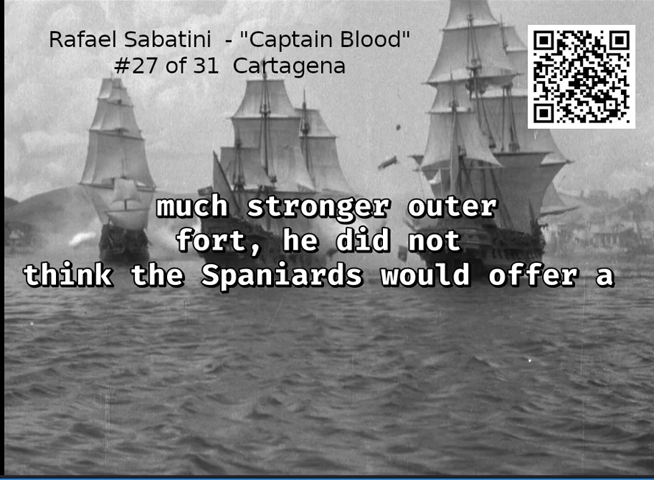 Rafael Sabatini - "Captain Blood"
#27 of 31 Cartagena
much stronger outer
fort, he did not
think the Spaniards would offer a